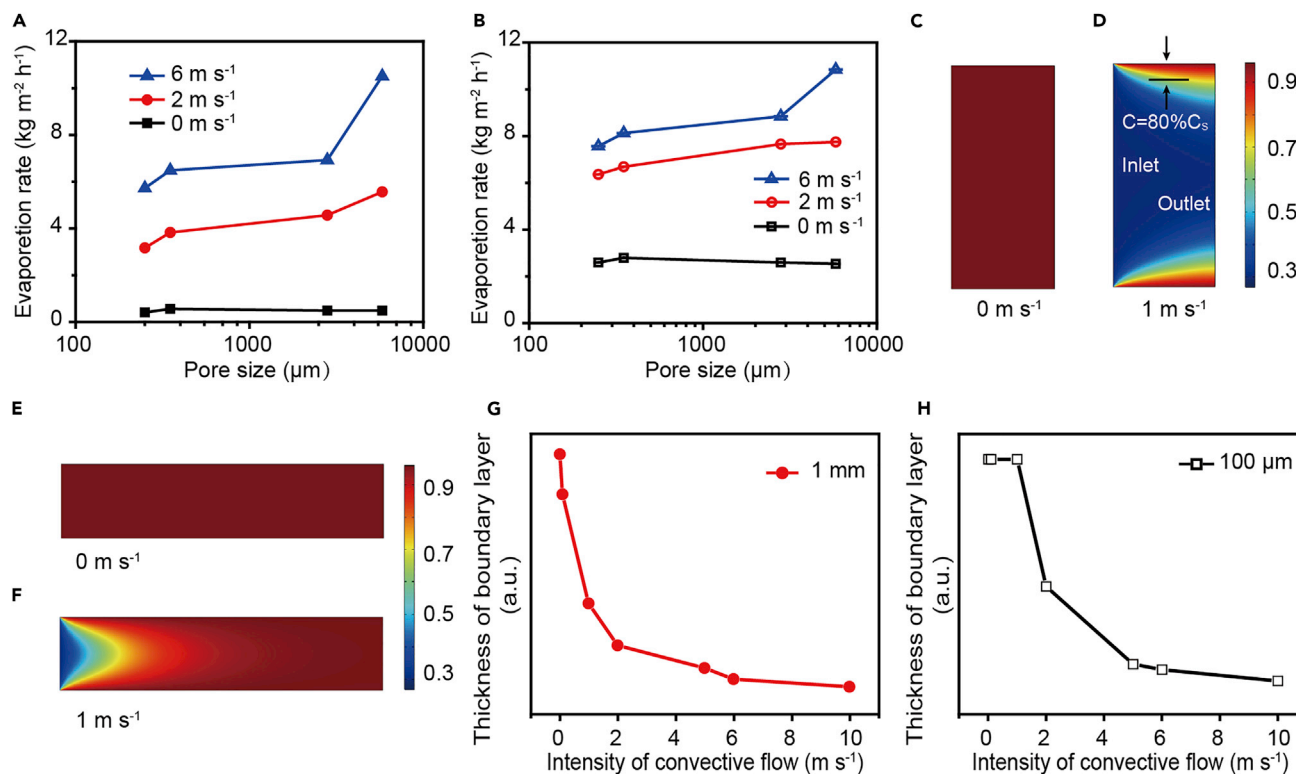 A
Evaporetion rate (kg m⁻² h⁻¹)
12
8
4
0
6 m s⁻¹
2 m s⁻¹
0 m s⁻¹
100
1000
10000
Pore size (μm)
B
Evaporetion rate (kg m⁻² h⁻¹)
12
8
4
0
6 m s⁻¹
2 m s⁻¹
0 m s⁻¹
100
1000
10000
Pore size (μm)
C
0 m s⁻¹
D
C=80%Cₛ
Inlet
Outlet
1 m s⁻¹
0.9
0.7
0.5
0.3
E
0 m s⁻¹
F
1 m s⁻¹
0.9
0.7
0.5
0.3
G
Thickness of boundary layer
(a.u.)
1 mm
0
2
4
6
8
10
Intensity of convective flow (m s⁻¹)
H
Thickness of boundary layer
(a.u.)
100 μm
0
2
4
6
8
10
Intensity of convective flow (m s⁻¹)